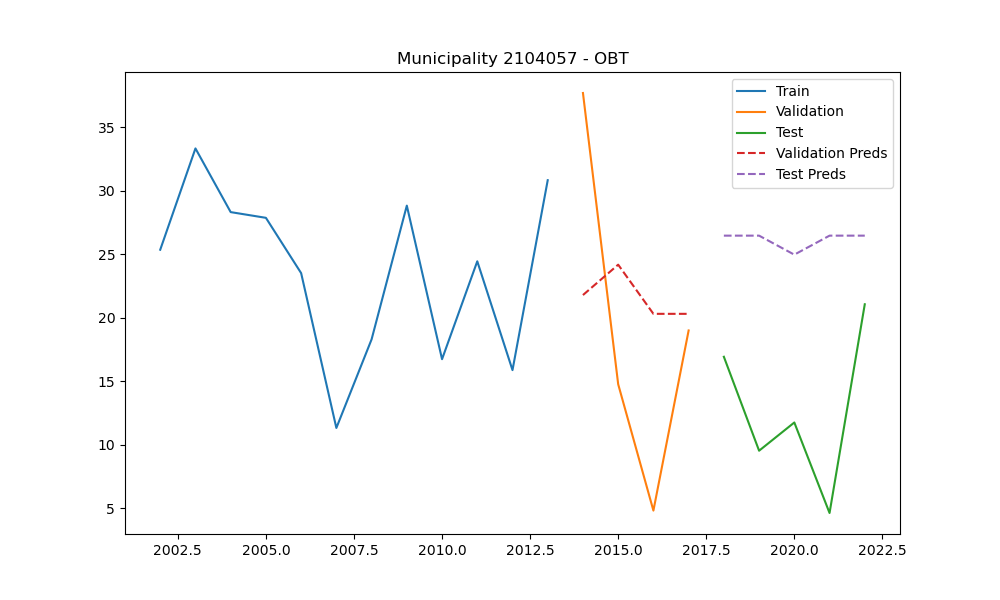 Municipality 2104057 - OBT
Train
Validation
Test
Validation Preds
Test Preds
35
30
25
20
15
10
5
2002.5 2005.0 2007.5 2010.0 2012.5 2015.0 2017.5 2020.0 2022.5